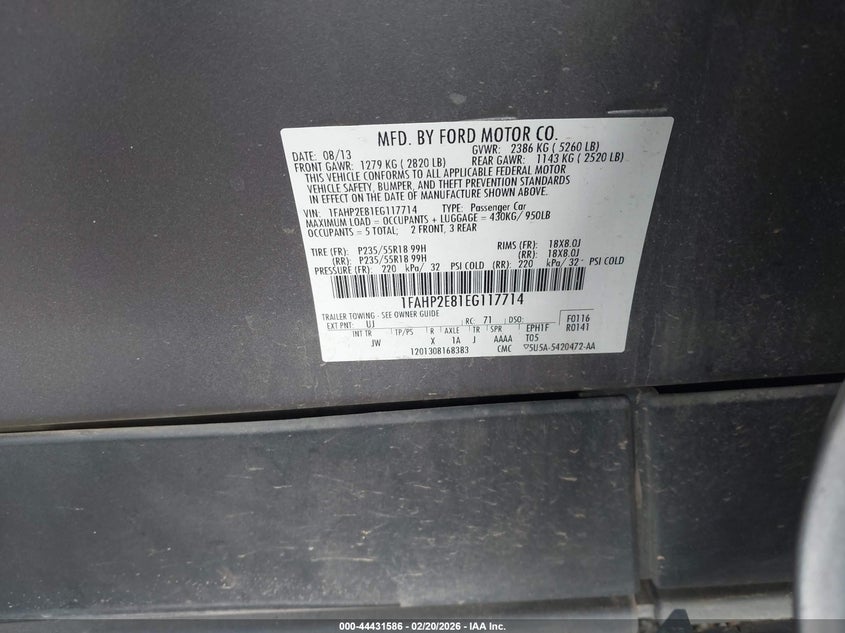 MFD. BY FORD MOTOR CO.
DATE: 08/13 GVWR: 2386 KG ( 5260 LB)
FRONT GAWR: 1279 KG ( 2820 LB) REAR GAWR: 1143 KG ( 2520 LB)
THIS VEHICLE CONFORMS TO ALL APPLICABLE FEDERAL MOTOR
VEHICLE SAFETY, BUMPER, AND THEFT PREVENTION STANDARDS
IN EFFECT ON THE DATE OF MANUFACTURE SHOWN ABOVE.
VIN: 1FAHP2E81EG117714 TYPE: Passenger Car
MAXIMUM LOAD = OCCUPANTS + LUGGAGE = 430KG/ 950LB
OCCUPANTS = 5 TOTAL; 2 FRONT, 3 REAR
TIRE (FR): P235/55R18 99H RIMS (FR): 18X8.0J
(RR): P235/55R18 99H (RR): 18X8.0J
PRESSURE (FR): 220 kPa/ 32 PSI COLD (RR): 220 kPa/ 32 PSI COLD
1FAHP2E81EG117714
TRAILER TOWING - SEE OWNER GUIDE
EXT PNT: UJ RC: 71 DSO: F0116
INT TR TP/PS R AXLE TR SPR EPH1F R0141
JW X 1A J AAAA T05
1201308168383 CMC 5U5A-5420472-AA
000-44431586 | 02/20/2026 | IAA Inc.